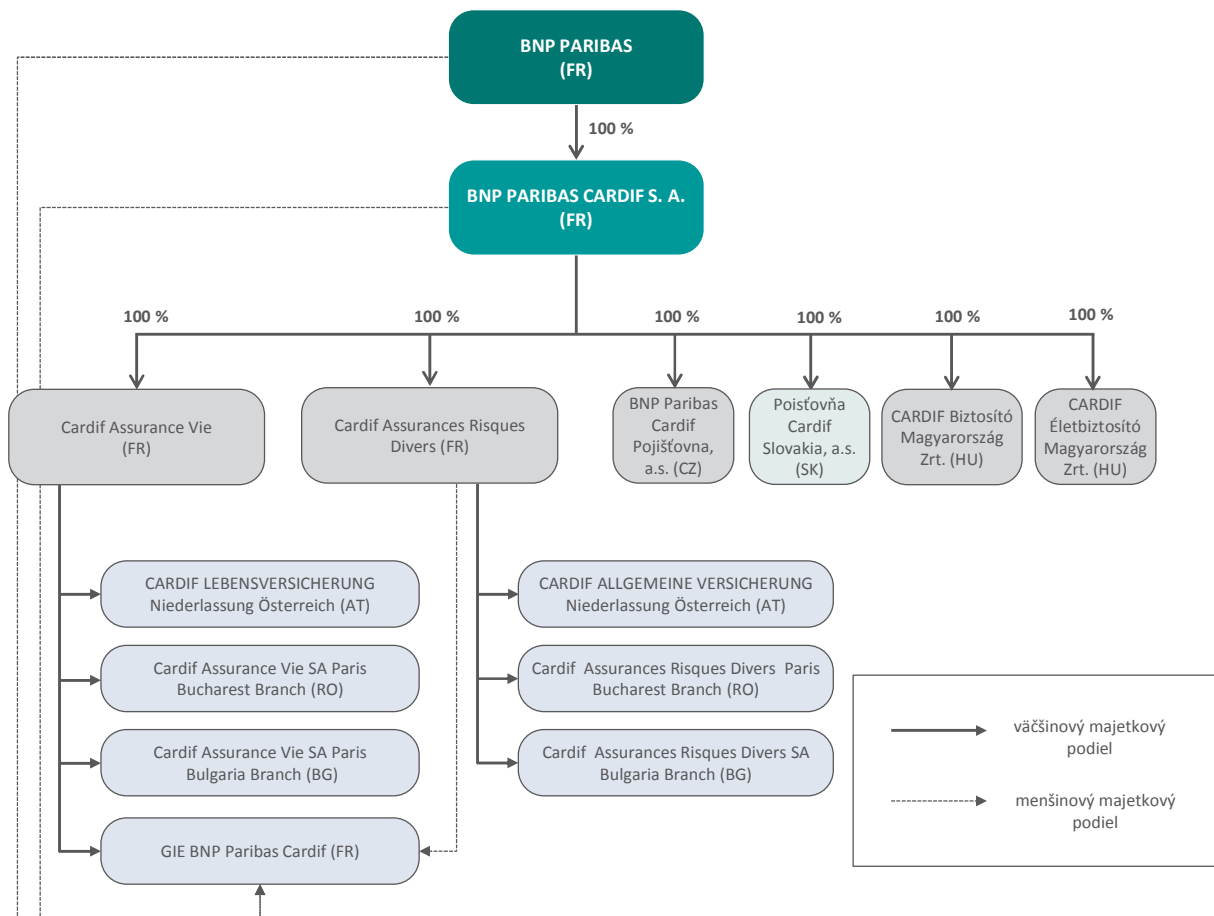 BNP PARIBAS
(FR)
100 %
BNP PARIBAS CARDIF S. A.
(FR)
100 %
100 %
100 %
100 %
100 %
100 %
Cardif Assurance Vie
(FR)
Cardif Assurances Risques
Divers (FR)
BNP Paribas
Cardif
Pojišťovna,
a.s. (CZ)
Poisťovňa
Cardif
Slovakia, a.s.
(SK)
CARDIF Biztosító
Magyarország
Zrt. (HU)
CARDIF
Életbiztosító
Magyarország
Zrt. (HU)
CARDIF LEBENSVERSICHERUNG
Niederlassung Österreich (AT)
CARDIF ALLGEMEINE VERSICHERUNG
Niederlassung Österreich (AT)
Cardif Assurance Vie SA Paris
Bucharest Branch (RO)
Cardif Assurances Risques Divers Paris
Bucharest Branch (RO)
Cardif Assurance Vie SA Paris
Bulgaria Branch (BG)
Cardif Assurances Risques Divers SA
Bulgaria Branch (BG)
GIE BNP Paribas Cardif (FR)
väčšinový majetkový
podiel
menšinový majetkový
podiel